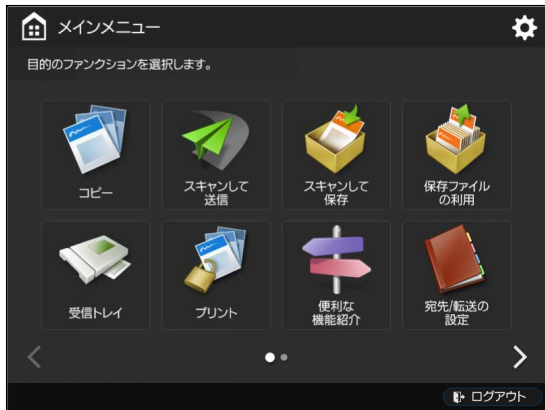 メインメニュー
目的のファンクションを選択します。
コピー
スキャンして
送信
スキャンして
保存
保存ファイル
の利用
受信トレイ
プリント
便利な
機能紹介
宛先/転送の
設定
ログアウト